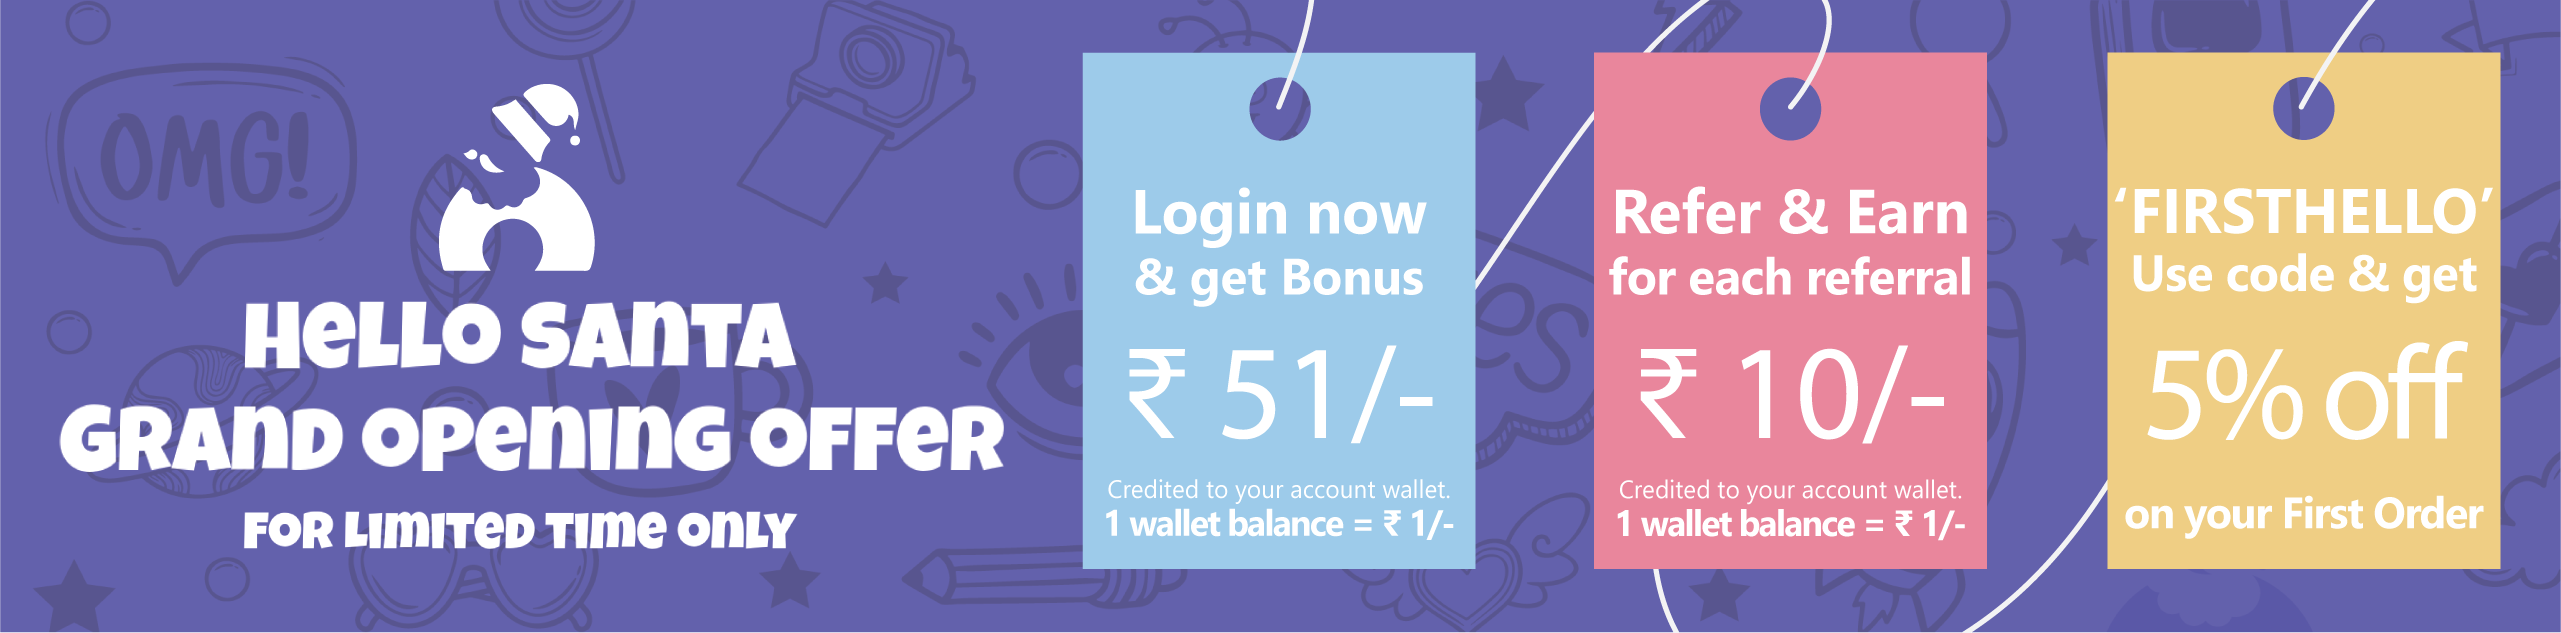 OMG!
HELLO SANTA
GRAND OPENING OFFER
FOR LIMITED TIME ONLY
Login now
& get Bonus
₹ 51/-
Credited to your account wallet.
1 wallet balance = ₹ 1/-
Refer & Earn
for each referral
₹ 10/-
Credited to your account wallet.
1 wallet balance = ₹ 1/-
‘FIRSTHELLO’
Use code & get
5% off
on your First Order